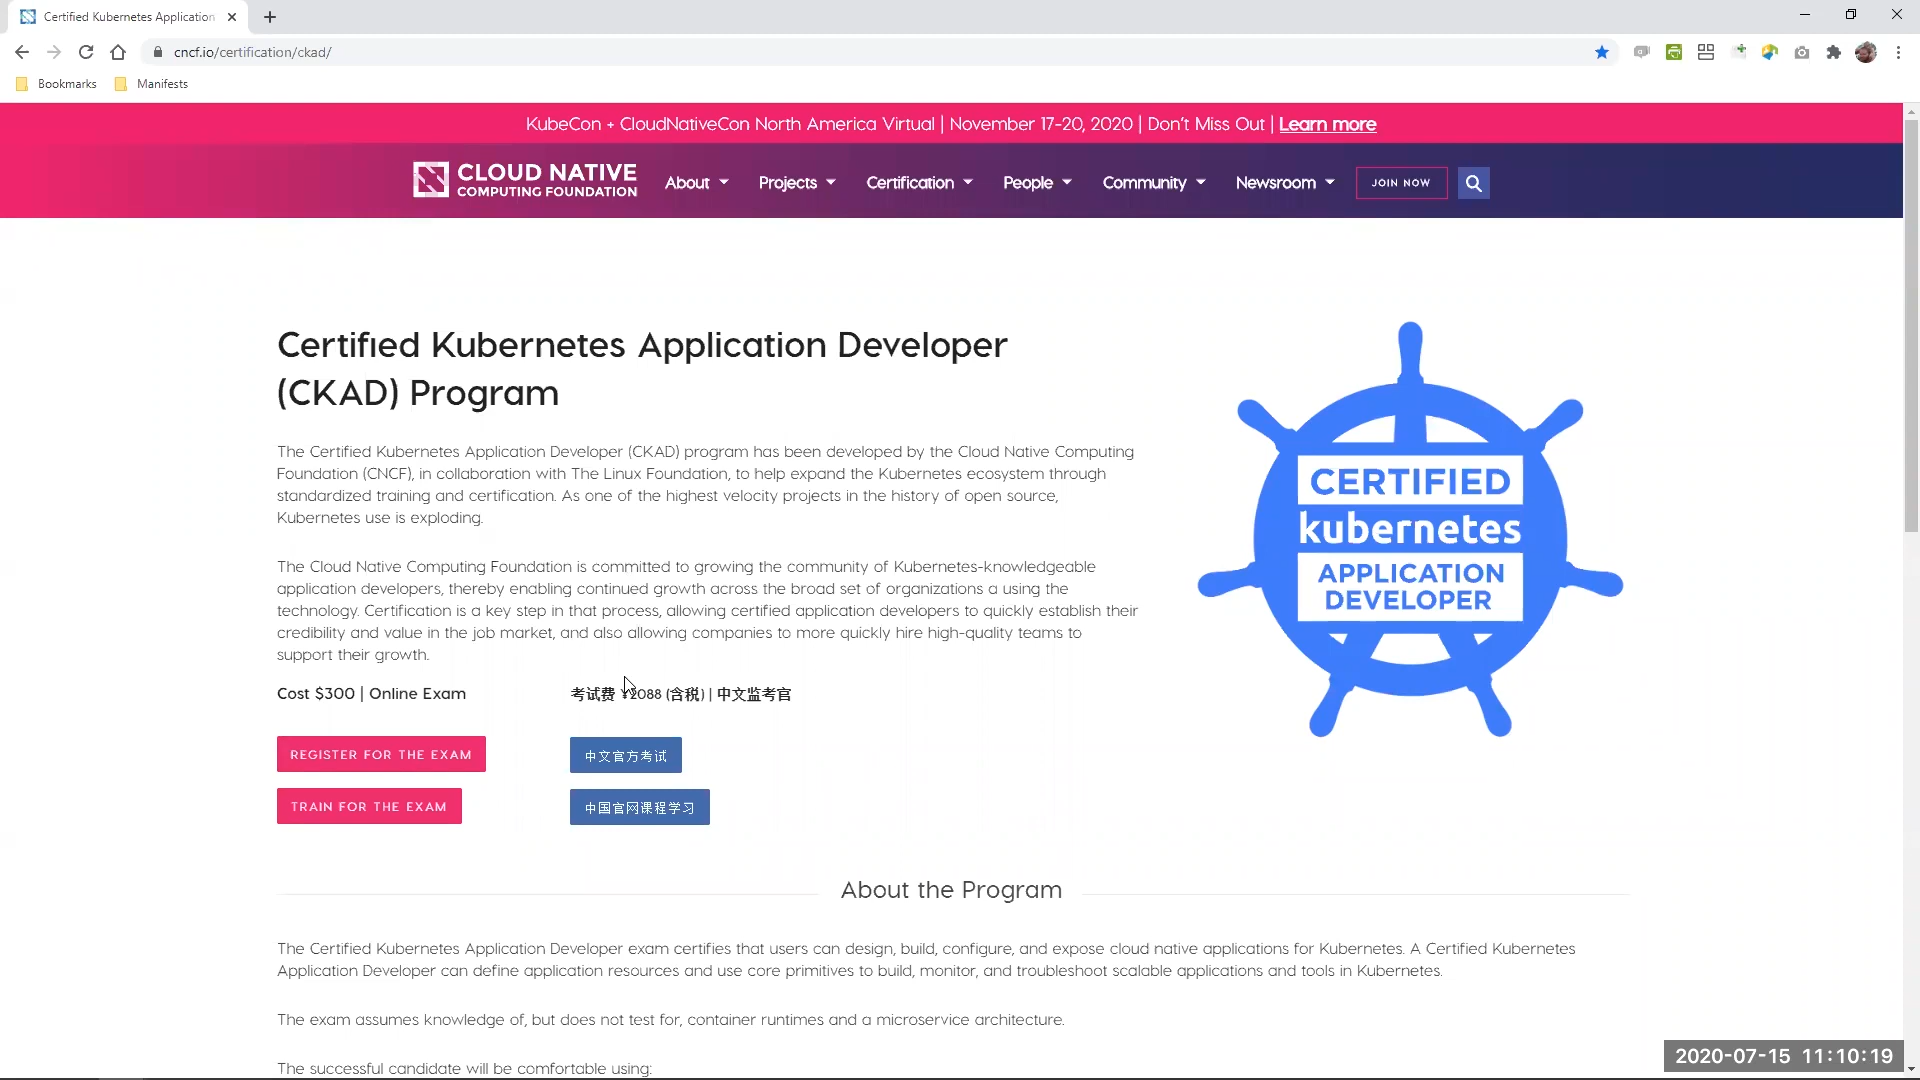 Certified Kubernetes Application
cncf.io/certification/ckad/
Bookmarks
Manifests
KubeCon + CloudNativeCon North America Virtual | November 17-20, 2020 | Don't Miss Out | Learn more
CLOUD NATIVE
COMPUTING FOUNDATION
About
Projects
Certification
People
Community
Newsroom
JOIN NOW
Certified Kubernetes Application Developer
(CKAD) Program
The Certified Kubernetes Application Developer (CKAD) program has been developed by the Cloud Native Computing
Foundation (CNCF), in collaboration with The Linux Foundation, to help expand the Kubernetes ecosystem through
standardized training and certification. As one of the highest velocity projects in the history of open source,
Kubernetes use is exploding.
The Cloud Native Computing Foundation is committed to growing the community of Kubernetes-knowledgeable
application developers, thereby enabling continued growth across the broad set of organizations a using the
technology. Certification is a key step in that process, allowing certified application developers to quickly establish their
credibility and value in the job market, and also allowing companies to more quickly hire high-quality teams to
support their growth.
CERTIFIED
kubernetes
APPLICATION
DEVELOPER
Cost $300 | Online Exam
考试费 ¥2088 (含税) | 中文监考官
REGISTER FOR THE EXAM
中文官方考试
TRAIN FOR THE EXAM
中国官网课程学习
About the Program
The Certified Kubernetes Application Developer exam certifies that users can design, build, configure, and expose cloud native applications for Kubernetes. A Certified Kubernetes
Application Developer can define application resources and use core primitives to build, monitor, and troubleshoot scalable applications and tools in Kubernetes.
The exam assumes knowledge of, but does not test for, container runtimes and a microservice architecture.
The successful candidate will be comfortable using:
2020-07-15 11:10:19